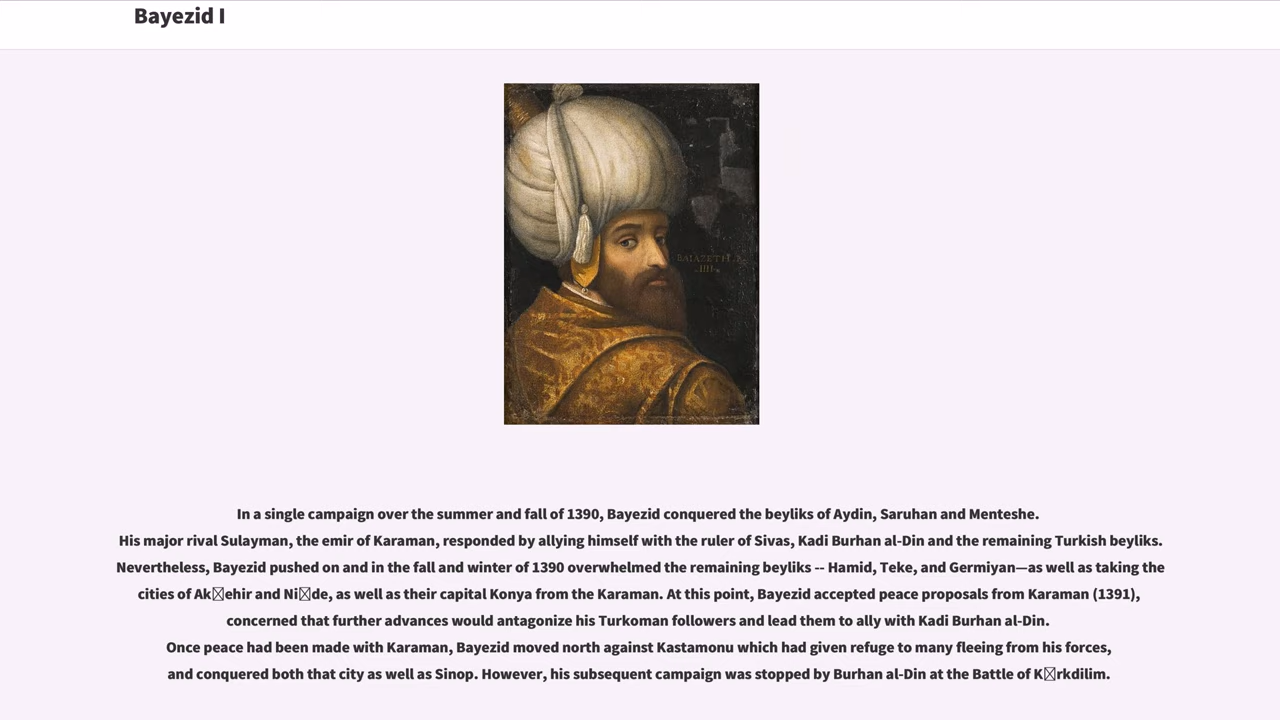 Bayezid I
BAIAZETH
IIII
In a single campaign over the summer and fall of 1390, Bayezid conquered the beyliks of Aydin, Saruhan and Menteshe.
His major rival Sulayman, the emir of Karaman, responded by allying himself with the ruler of Sivas, Kadi Burhan al-Din and the remaining Turkish beyliks.
Nevertheless, Bayezid pushed on and in the fall and winter of 1390 overwhelmed the remaining beyliks -- Hamid, Teke, and Germiyan—as well as taking the
cities of Ak□ehir and Ni□de, as well as their capital Konya from the Karaman. At this point, Bayezid accepted peace proposals from Karaman (1391),
concerned that further advances would antagonize his Turkoman followers and lead them to ally with Kadi Burhan al-Din.
Once peace had been made with Karaman, Bayezid moved north against Kastamonu which had given refuge to many fleeing from his forces,
and conquered both that city as well as Sinop. However, his subsequent campaign was stopped by Burhan al-Din at the Battle of K□rkdilim.